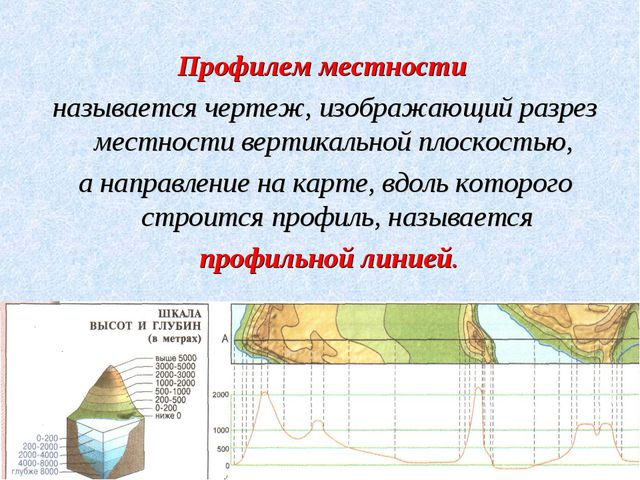 Профилем местности
называется чертеж, изображающий разрез
местности вертикальной плоскостью,
а направление на карте, вдоль которого
строится профиль, называется
профильной линией.
ШКАЛА
ВЫСОТ И ГЛУБИН
(в метрах)
выше 5000
3000-5000
2000-3000
1000-2000
500-1000
200-500
0-200
ниже 0
0-200
200-2000
2000-4000
4000-8000
глубже 8000
А
2000
1000
500
0